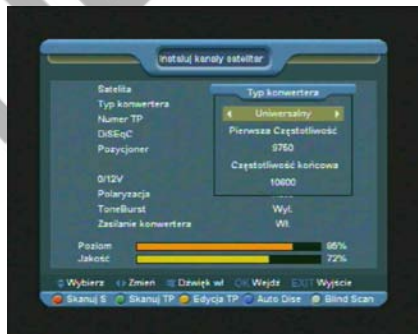 Instaluj kanały satelitar
Satelita
Typ konwertera
Numer TP
DiSEqC
Pozycjoner
0/12V
Polaryzacja
ToneBurst Wył.
Zasilanie konwertera Wł.
Typ konwertera
Uniwersalny
Pierwsza Częstotliwość
9750
Częstotliwość końcowa
10600
Poziom 95%
Jakość 72%
Wybierz Zmień Dźwięk wł OK Wejdź EXIT Wyjście
Skanuj S Skanuj TP Edycja TP Auto Dise Blind Scan